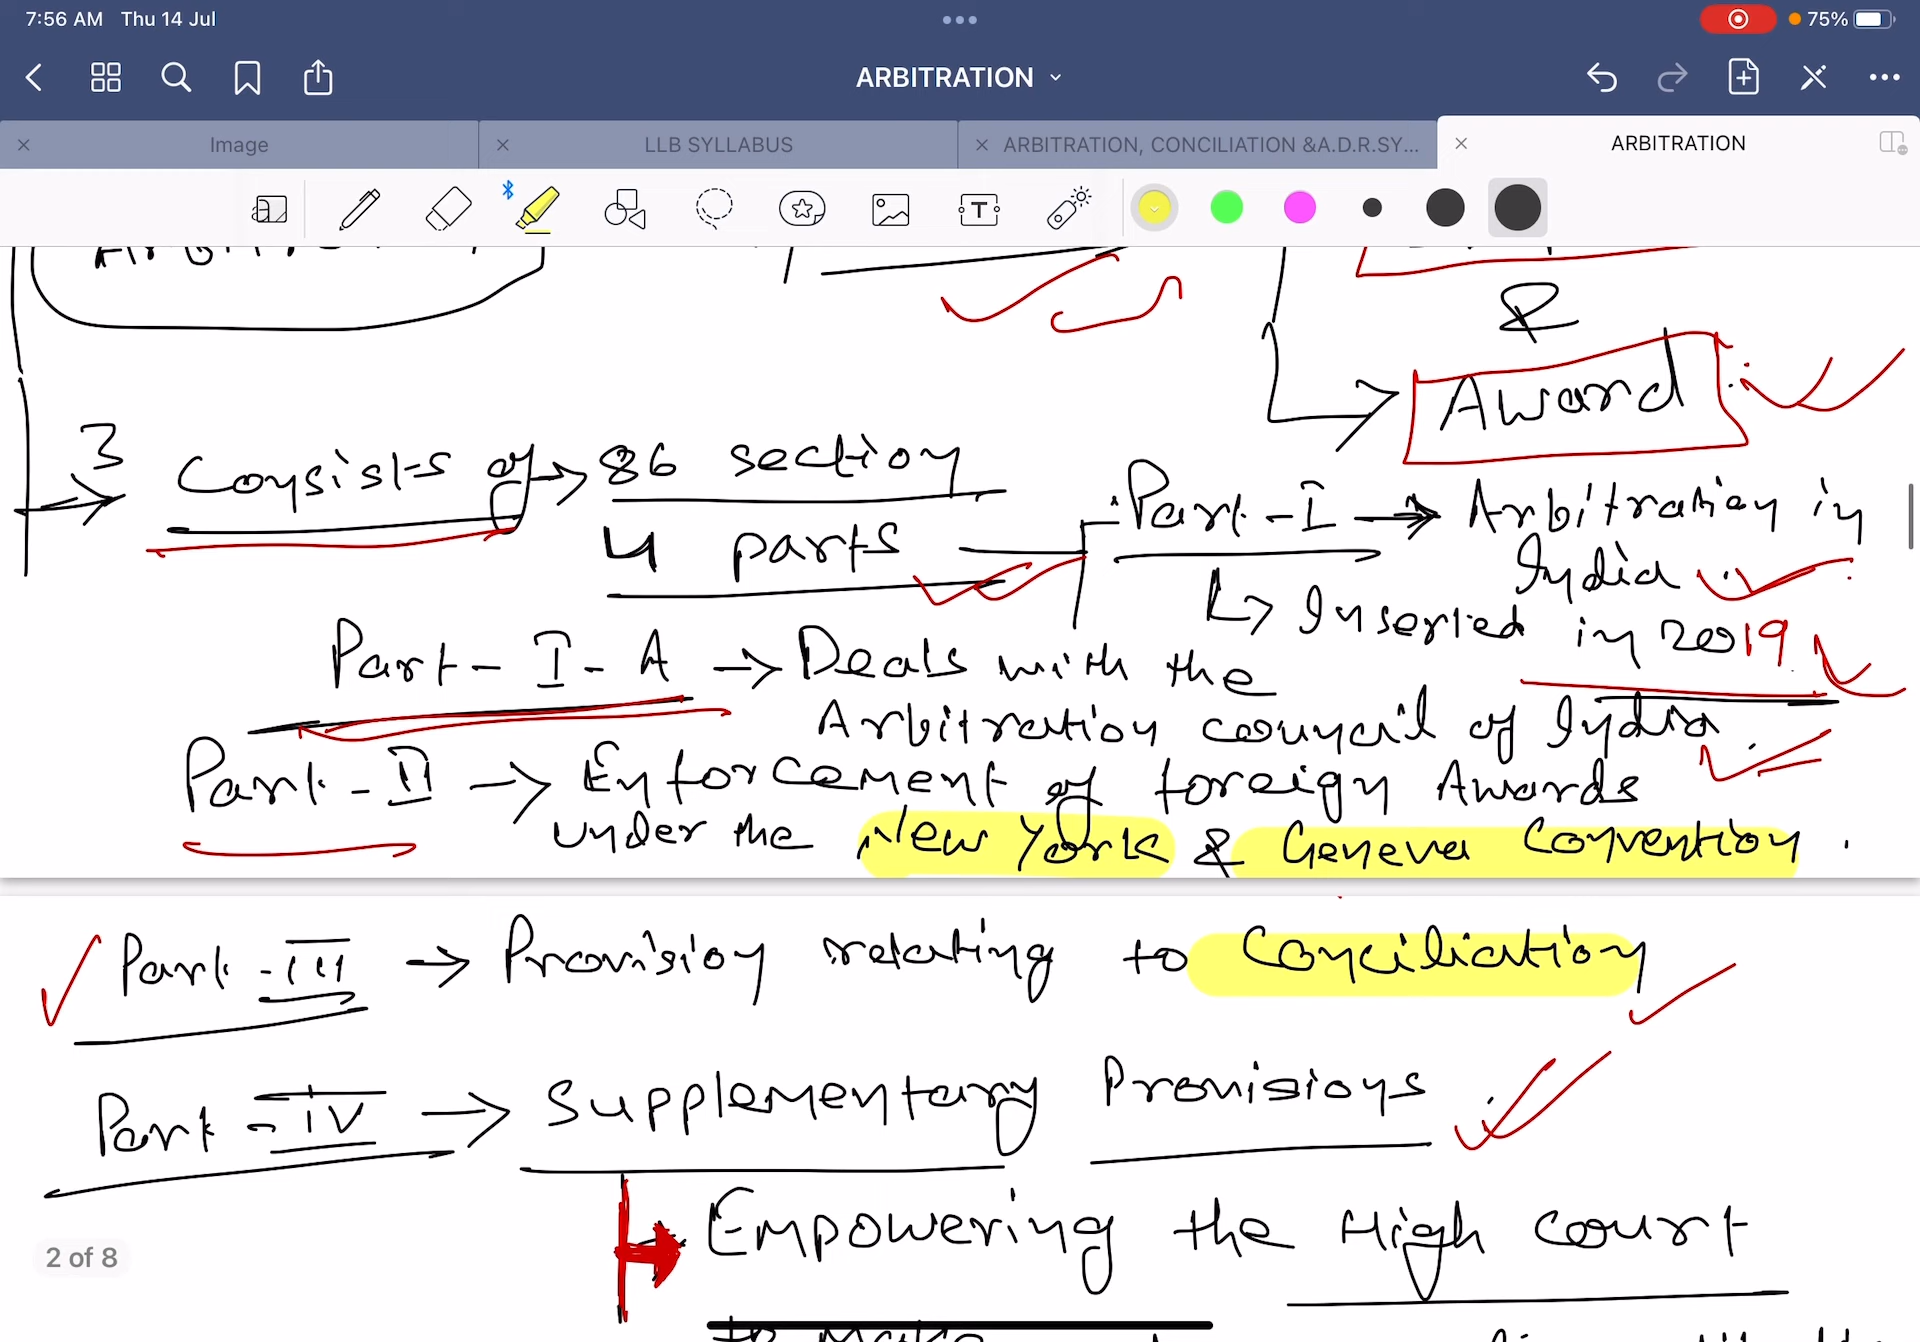 7:56 AM Thu 14 Jul
75%
ARBITRATION
Image
LLB SYLLABUS
ARBITRATION, CONCILIATION &A.D.R.SY...
ARBITRATION
T
&
Award
3 Consists of → 86 section
4 parts
Part - I → Arbitration in
India
↳ Inserted in 2019.
Part - I - A → Deals with the
Arbitration council of India.
Part - II → Enforcement of foreign Awards
under the New York & Geneva Convention.
Part - III → Provision relating to Conciliation
Part - IV → Supplementary Provisions.
Empowering the High court
to make
2 of 8